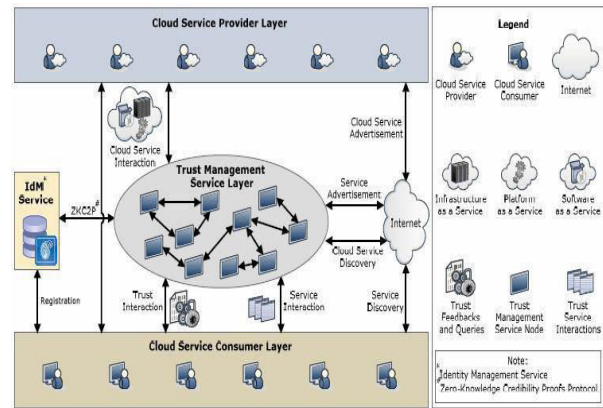 Cloud Service Provider Layer
Cloud Service
Interaction
Cloud Service
Advertisement
IdM*
Service
ZKC2P#
Trust Management
Service Layer
Service
Advertisement
Internet
Cloud Service
Discovery
Registration
Trust
Interaction
Service
Interaction
Service
Discovery
Cloud Service Consumer Layer
Legend
Cloud Service
Provider
Cloud Service
Consumer
Internet
Infrastructure
as a Service
Platform
as a Service
Software
as a Service
Trust
Feedbacks
and Queries
Trust
Management
Service Node
Trust
Service
Interactions
Note:
*Identity Management Service
#Zero-Knowledge Credibility Proofs Protocol